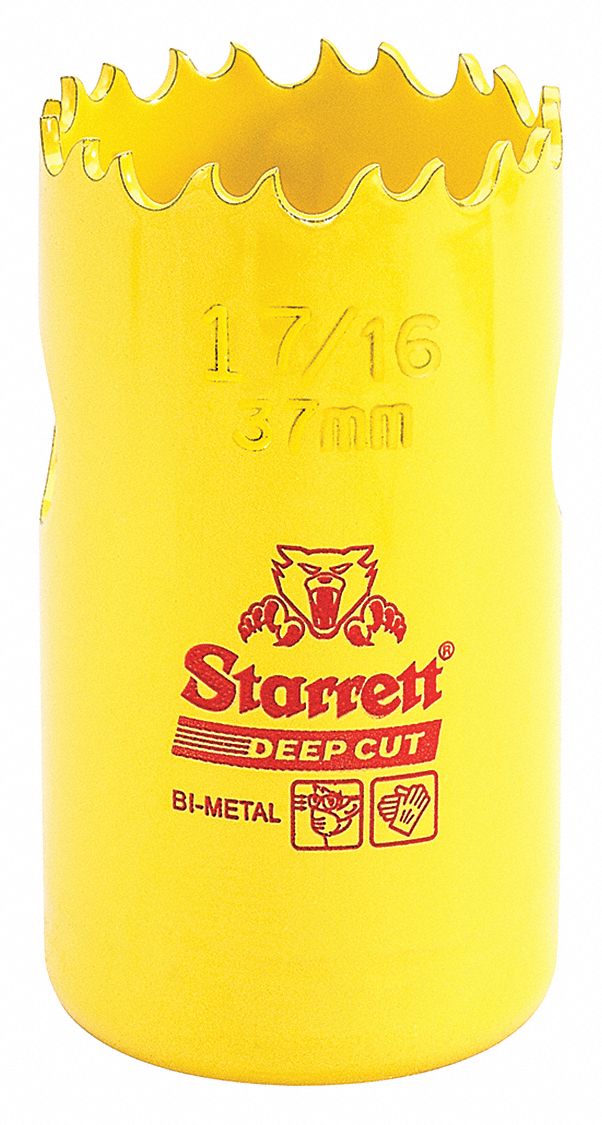 1 7/16
37mm
Starrett®
DEEP CUT
BI-METAL